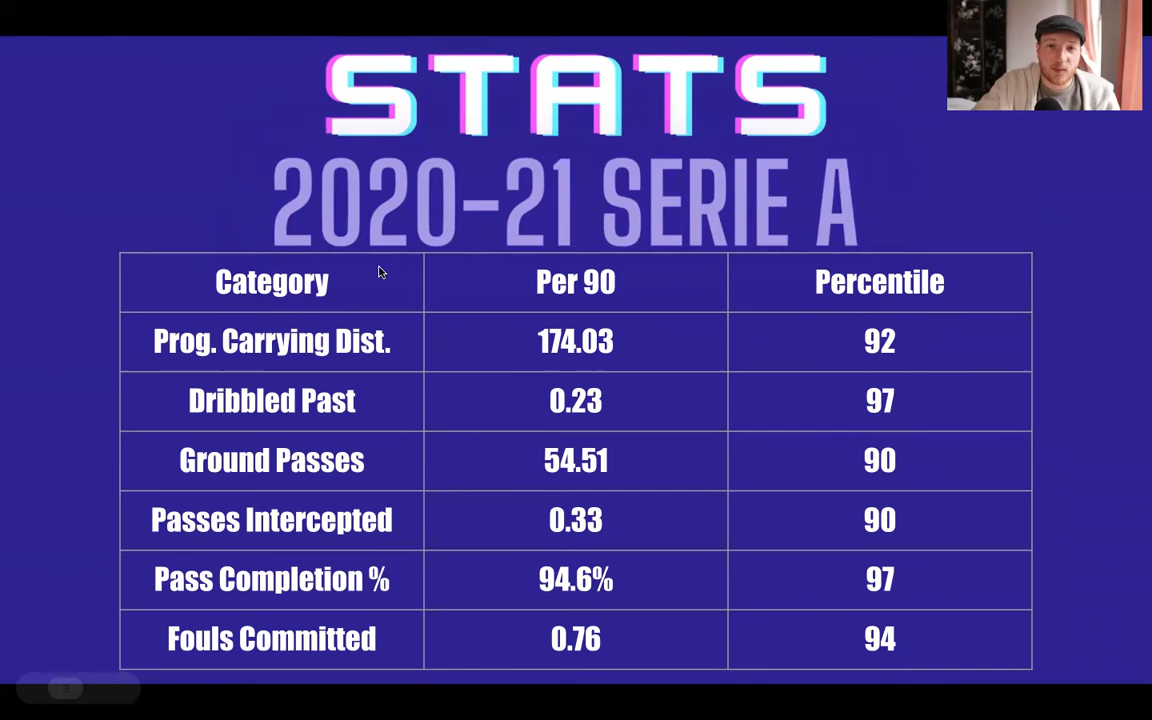 STATS
2020-21 SERIE A
Category Per 90 Percentile
Prog. Carrying Dist. 174.03 92
Dribbled Past 0.23 97
Ground Passes 54.51 90
Passes Intercepted 0.33 90
Pass Completion % 94.6% 97
Fouls Committed 0.76 94